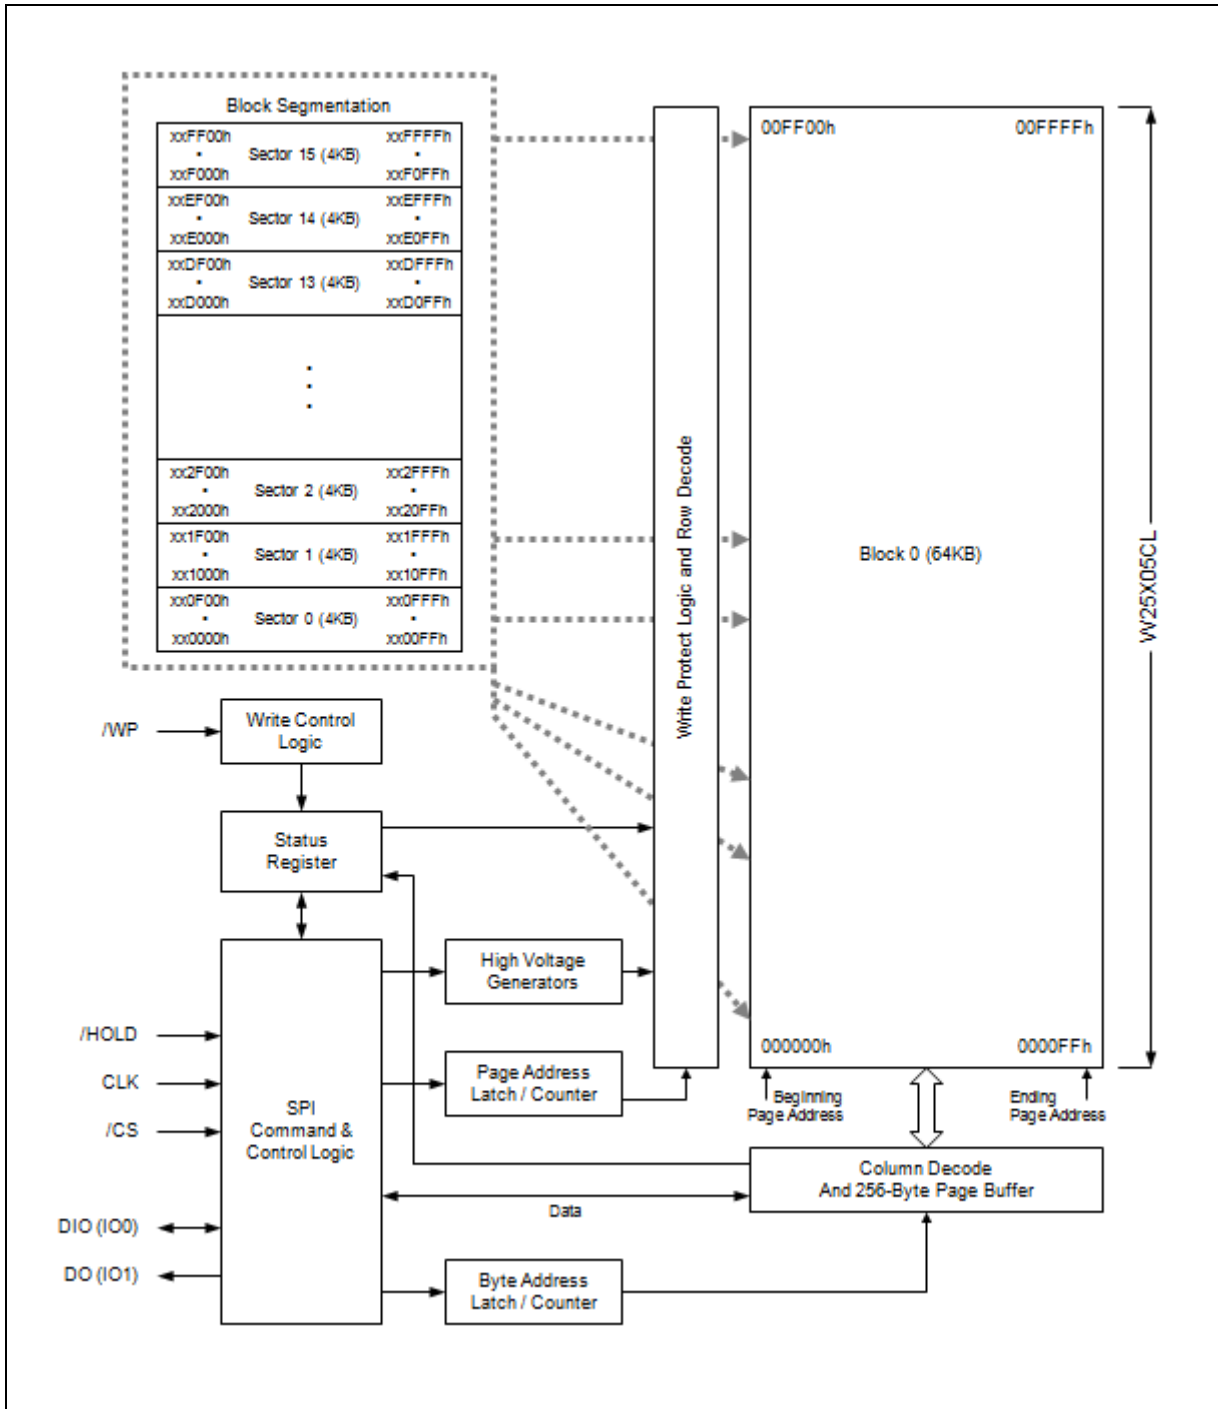 Block Segmentation
xxFF00h xxFFFFh
• Sector 15 (4KB) •
xxF000h xxF0FFh
xxEF00h xxEFFFh
• Sector 14 (4KB) •
xxE000h xxE0FFh
xxDF00h xxDFFFh
• Sector 13 (4KB) •
xxD000h xxD0FFh
xx2F00h xx2FFFh
• Sector 2 (4KB) •
xx2000h xx20FFh
xx1F00h xx1FFFh
• Sector 1 (4KB) •
xx1000h xx10FFh
xx0F00h xx0FFFh
• Sector 0 (4KB) •
xx0000h xx00FFh
Write Protect Logic and Row Decode
00FF00h 00FFFFh
Block 0 (64KB)
000000h 0000FFh
W25X05CL
Beginning
Page Address
Ending
Page Address
/WP
Write Control
Logic
Status
Register
High Voltage
Generators
/HOLD
CLK
/CS
DIO (IO0)
DO (IO1)
SPI
Command &
Control Logic
Page Address
Latch / Counter
Column Decode
And 256-Byte Page Buffer
Data
Byte Address
Latch / Counter